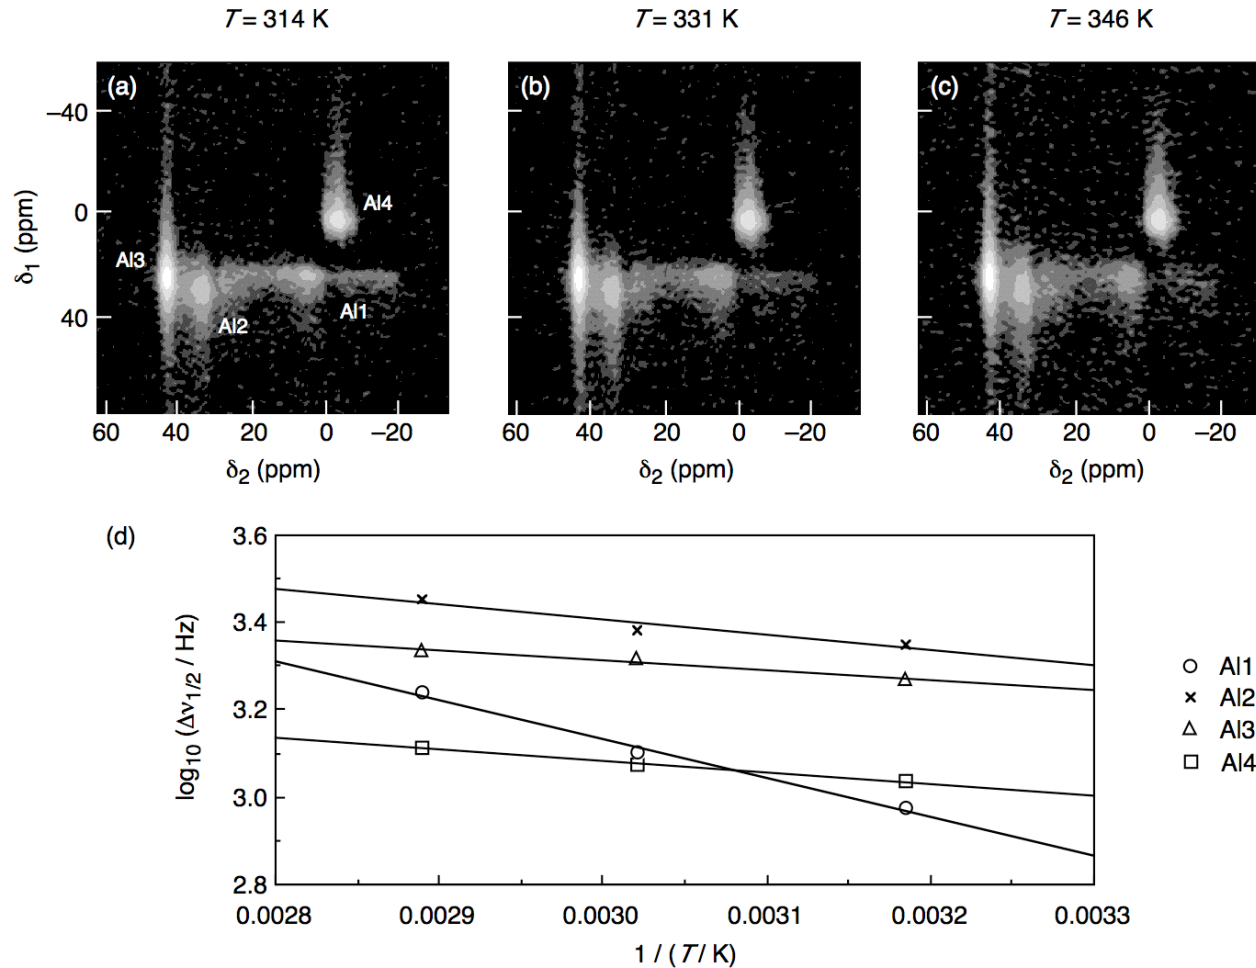 T = 314 K
T = 331 K
T = 346 K
(a)
(b)
(c)
–40
0
40
δ1 (ppm)
Al3
Al4
Al2
Al1
60 40 20 0 –20
60 40 20 0 –20
60 40 20 0 –20
δ2 (ppm)
δ2 (ppm)
δ2 (ppm)
(d)
3.6
3.4
3.2
3.0
2.8
log10 (Δν1/2 / Hz)
0.0028 0.0029 0.0030 0.0031 0.0032 0.0033
1 / (T / K)
Al1
Al2
Al3
Al4